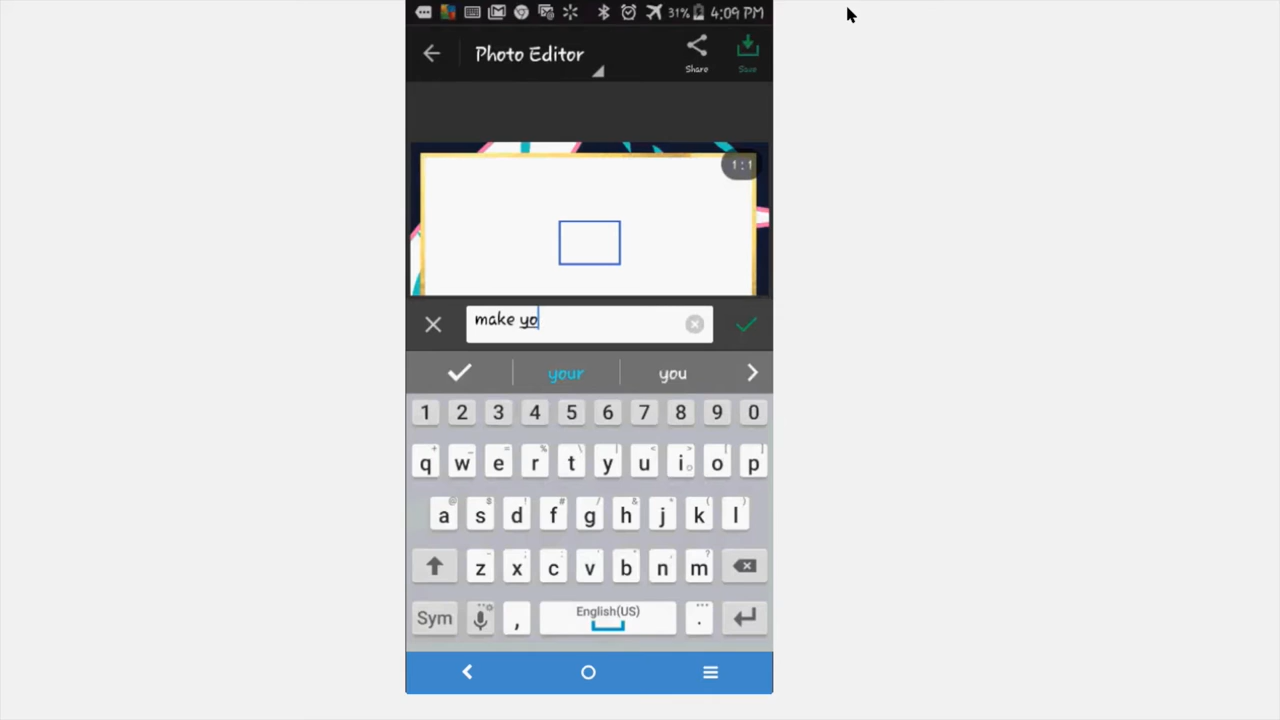 31% 4:09 PM
Photo Editor
Share
Save
1:1
make yo
your you
1 2 3 4 5 6 7 8 9 0
q w e r t y u i o p
a s d f g h j k l
z x c v b n m
Sym , English(US) .